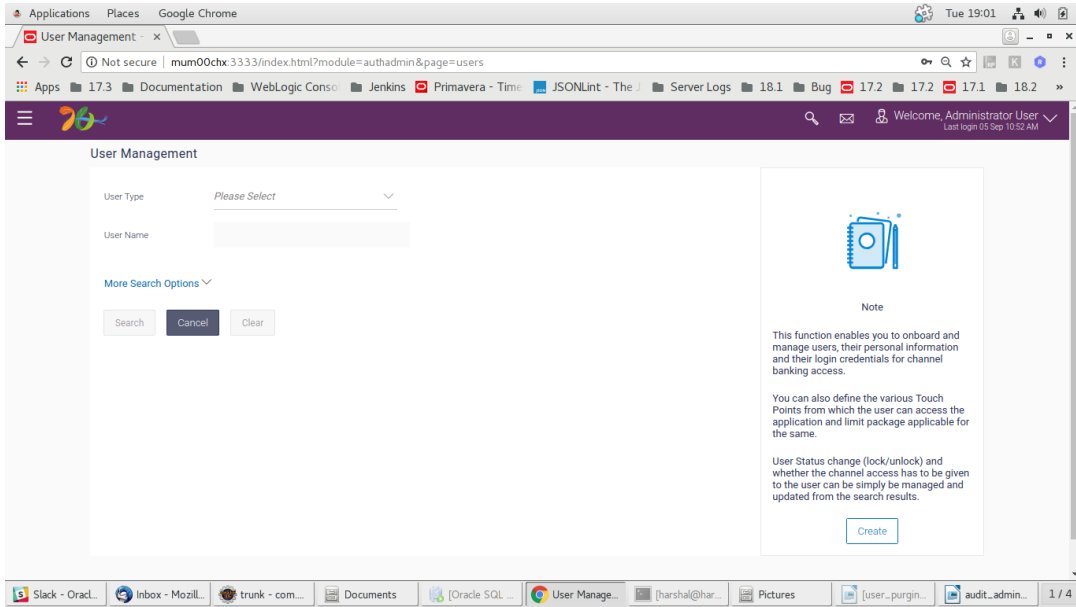 Applications Places Google Chrome Tue 19:01
User Management - ×
Not secure | mum00chx:3333/index.html?module=authadmin&page=users
Apps 17.3 Documentation WebLogic Conso Jenkins Primavera - Time JSONLint - The J Server Logs 18.1 Bug 17.2 17.2 17.1 18.2 »
Welcome, Administrator User
Last login 05 Sep 10:52 AM
User Management
User Type Please Select
User Name
More Search Options
Search Cancel Clear
Note
This function enables you to onboard and
manage users, their personal information
and their login credentials for channel
banking access.
You can also define the various Touch
Points from which the user can access the
application and limit package applicable for
the same.
User Status change (lock/unlock) and
whether the channel access has to be given
to the user can be simply be managed and
updated from the search results.
Create
Slack - Oracl... Inbox - Mozill... trunk - com.... Documents [Oracle SQL ... User Manage... [harshal@har... Pictures [user_purgin... audit_admin... 1 / 4